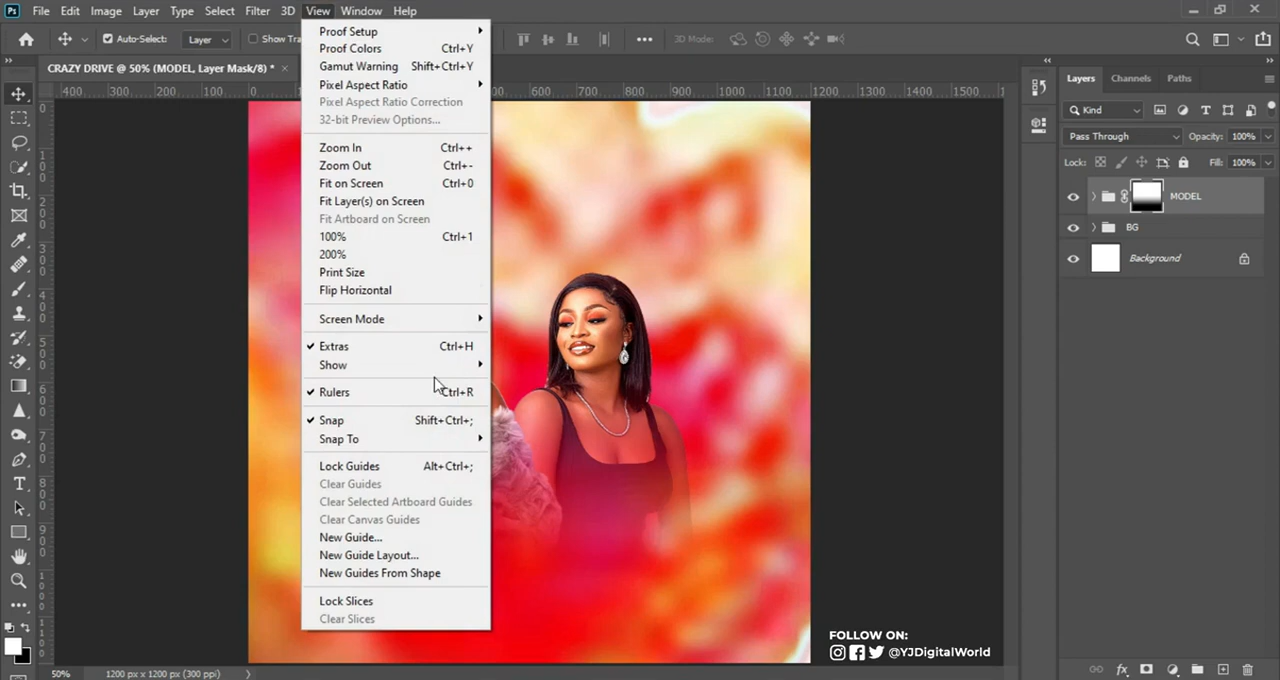 Ps File Edit Image Layer Type Select Filter 3D View Window Help
Auto-Select: Layer Show 3D Mode:
CRAZY DRIVE @ 50% (MODEL, Layer Mask/8) *
400 300 200 100 0 500 600 700 800 900 1000 1100 1200 1300 1400 1500
Proof Setup
Proof Colors Ctrl+Y
Gamut Warning Shift+Ctrl+Y
Pixel Aspect Ratio
Pixel Aspect Ratio Correction
32-bit Preview Options...
Zoom In Ctrl++
Zoom Out Ctrl+-
Fit on Screen Ctrl+0
Fit Layer(s) on Screen
Fit Artboard on Screen
100% Ctrl+1
200%
Print Size
Flip Horizontal
Screen Mode
Extras Ctrl+H
Show
Rulers Ctrl+R
Snap Shift+Ctrl+;
Snap To
Lock Guides Alt+Ctrl+;
Clear Guides
Clear Selected Artboard Guides
Clear Canvas Guides
New Guide...
New Guide Layout...
New Guides From Shape
Lock Slices
Clear Slices
Layers Channels Paths
Kind
Pass Through Opacity: 100%
Lock: Fill: 100%
MODEL
BG
Background
FOLLOW ON:
@YJDigitalWorld
50% 1200 px x 1200 px (300 ppi)